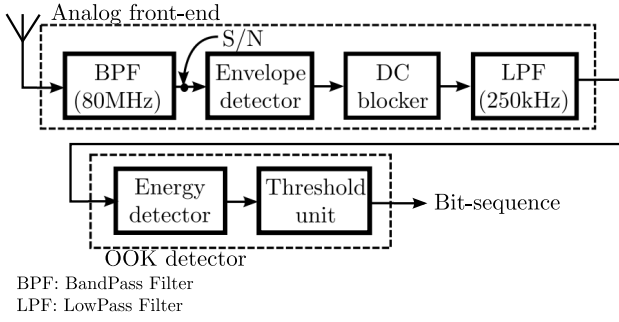 Analog front-end
S/N
BPF
(80MHz)
Envelope
detector
DC
blocker
LPF
(250kHz)
Energy
detector
Threshold
unit
Bit-sequence
OOK detector
BPF: BandPass Filter
LPF: LowPass Filter